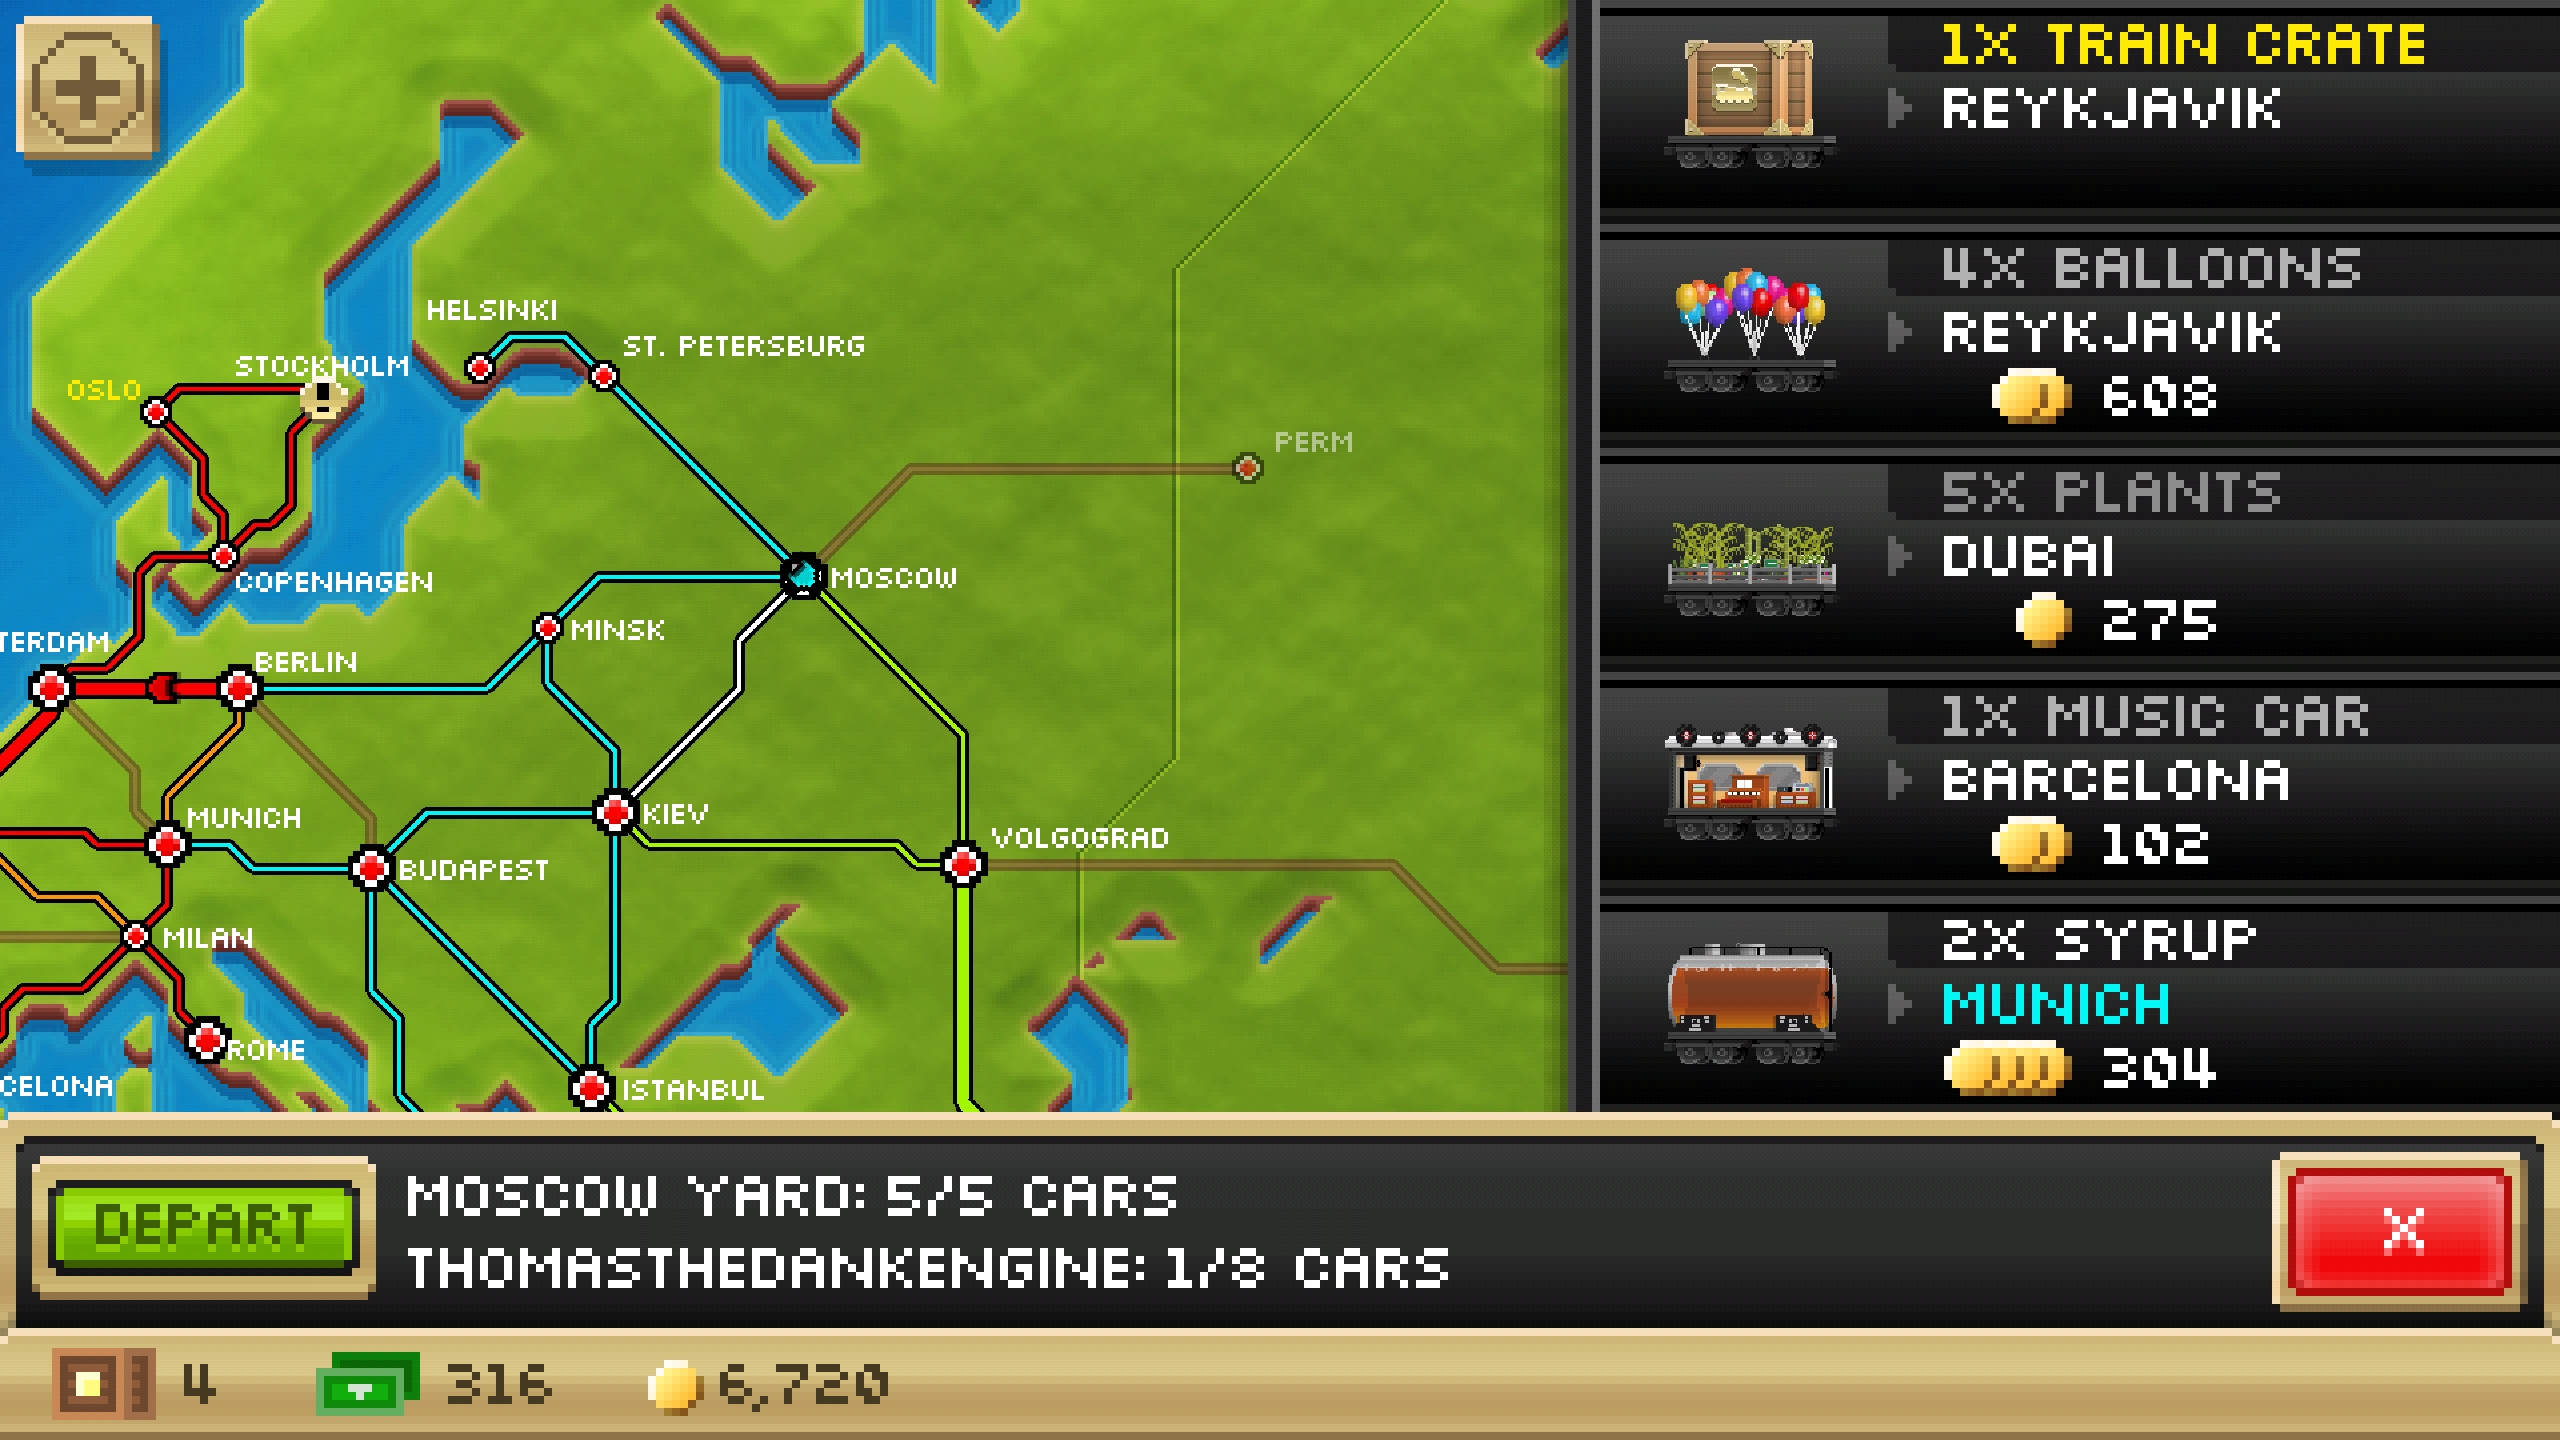 1X TRAIN CRATE
REYKJAVIK
4X BALLOONS
REYKJAVIK
608
5X PLANTS
DUBAI
275
1X MUSIC CAR
BARCELONA
102
2X SYRUP
MUNICH
304
HELSINKI
ST. PETERSBURG
STOCKHOLM
OSLO
PERM
MOSCOW
COPENHAGEN
MINSK
TERDAM
BERLIN
MUNICH
KIEV
VOLGOGRAD
BUDAPEST
MILAN
ROME
CELONA
ISTANBUL
DEPART
MOSCOW YARD: 5/5 CARS
THOMASTHEDANKENGINE: 1/8 CARS
X
4
316
6,720